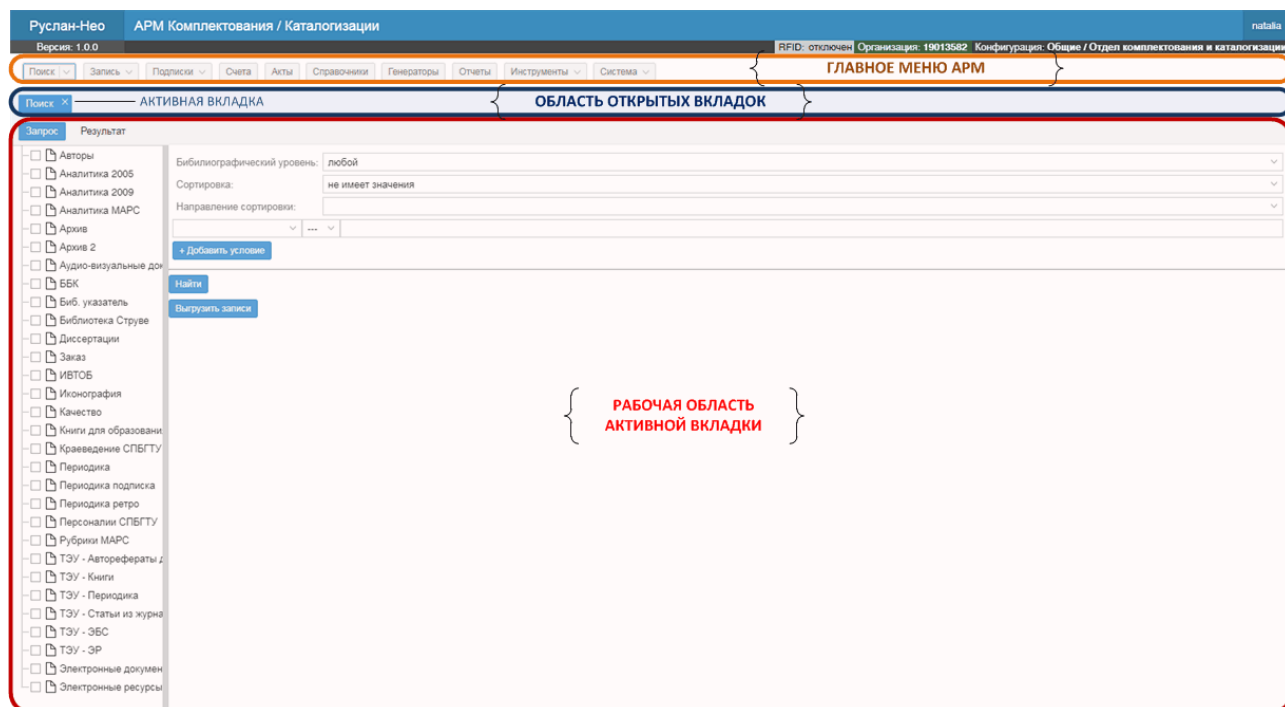 Руслан-Нео АРМ Комплектования / Каталогизации natalia
Версия: 1.0.0 RFID: отключен Организация: 19013582 Конфигурация: Общие / Отдел комплектования и каталогизации
Поиск Запись Подписки Счета Акты Справочники Генераторы Отчеты Инструменты Система ГЛАВНОЕ МЕНЮ АРМ
Поиск × АКТИВНАЯ ВКЛАДКА ОБЛАСТЬ ОТКРЫТЫХ ВКЛАДОК
Запрос Результат
Авторы
Аналитика 2005
Аналитика 2009
Аналитика МАРС
Архив
Архив 2
Аудио-визуальные док
ББК
Биб. указатель
Библиотека Струве
Диссертации
Заказ
ИВТОБ
Иконография
Качество
Книги для образовани
Краеведение СПБГТУ
Периодика
Периодика подписка
Периодика ретро
Персоналии СПБГТУ
Рубрики МАРС
ТЭУ - Авторефераты д
ТЭУ - Книги
ТЭУ - Периодика
ТЭУ - Статьи из журна
ТЭУ - ЭБС
ТЭУ - ЭР
Электронные докумен
Электронные ресурсы
Бибилиографический уровень: любой
Сортировка: не имеет значения
Направление сортировки:
---
+ Добавить условие
Найти
Выгрузить записи
РАБОЧАЯ ОБЛАСТЬ
АКТИВНОЙ ВКЛАДКИ